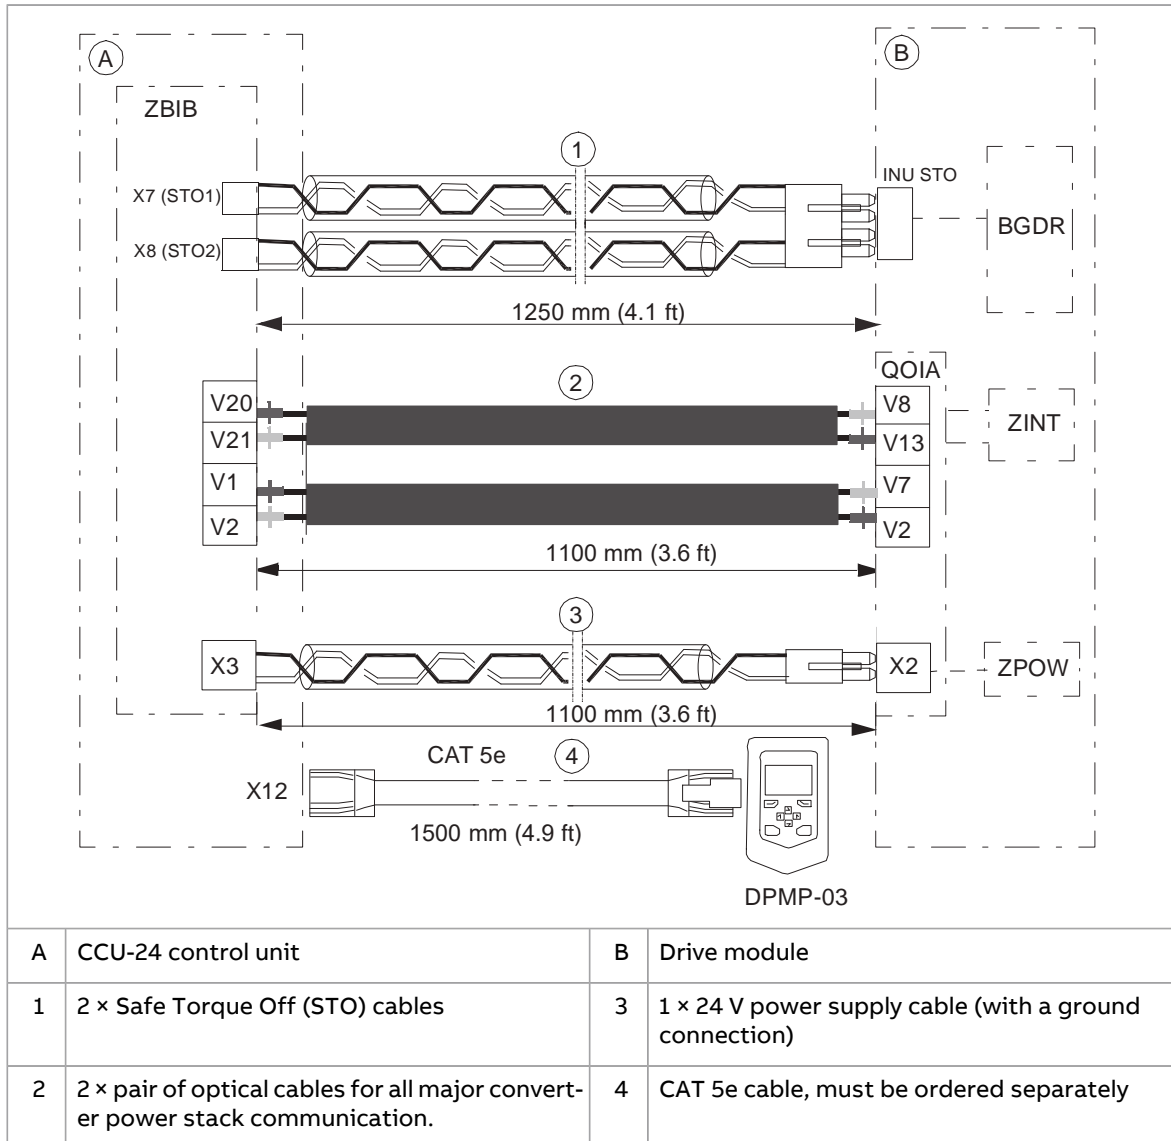 A
B
ZBIB
1
X7 (STO1)
INU STO
BGDR
X8 (STO2)
1250 mm (4.1 ft)
QOIA
2
V20
V8
ZINT
V21
V13
V1
V7
V2
V2
1100 mm (3.6 ft)
3
X3
X2
ZPOW
1100 mm (3.6 ft)
CAT 5e
4
X12
1500 mm (4.9 ft)
DPMP-03
A CCU-24 control unit
B Drive module
1 2 × Safe Torque Off (STO) cables
3 1 × 24 V power supply cable (with a ground
connection)
2 2 × pair of optical cables for all major convert-
er power stack communication.
4 CAT 5e cable, must be ordered separately